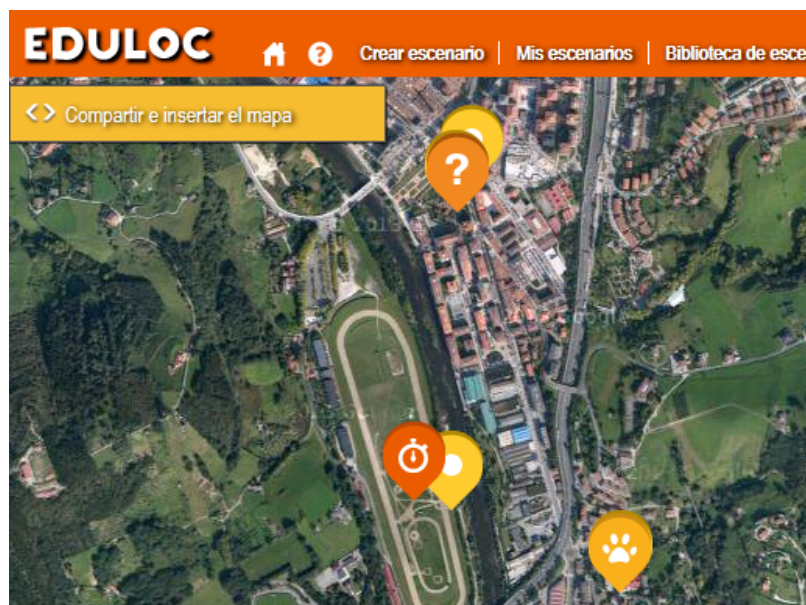 EDULOC
? Crear escenario Mis escenarios Biblioteca de esce
<> Compartir e insertar el mapa
?